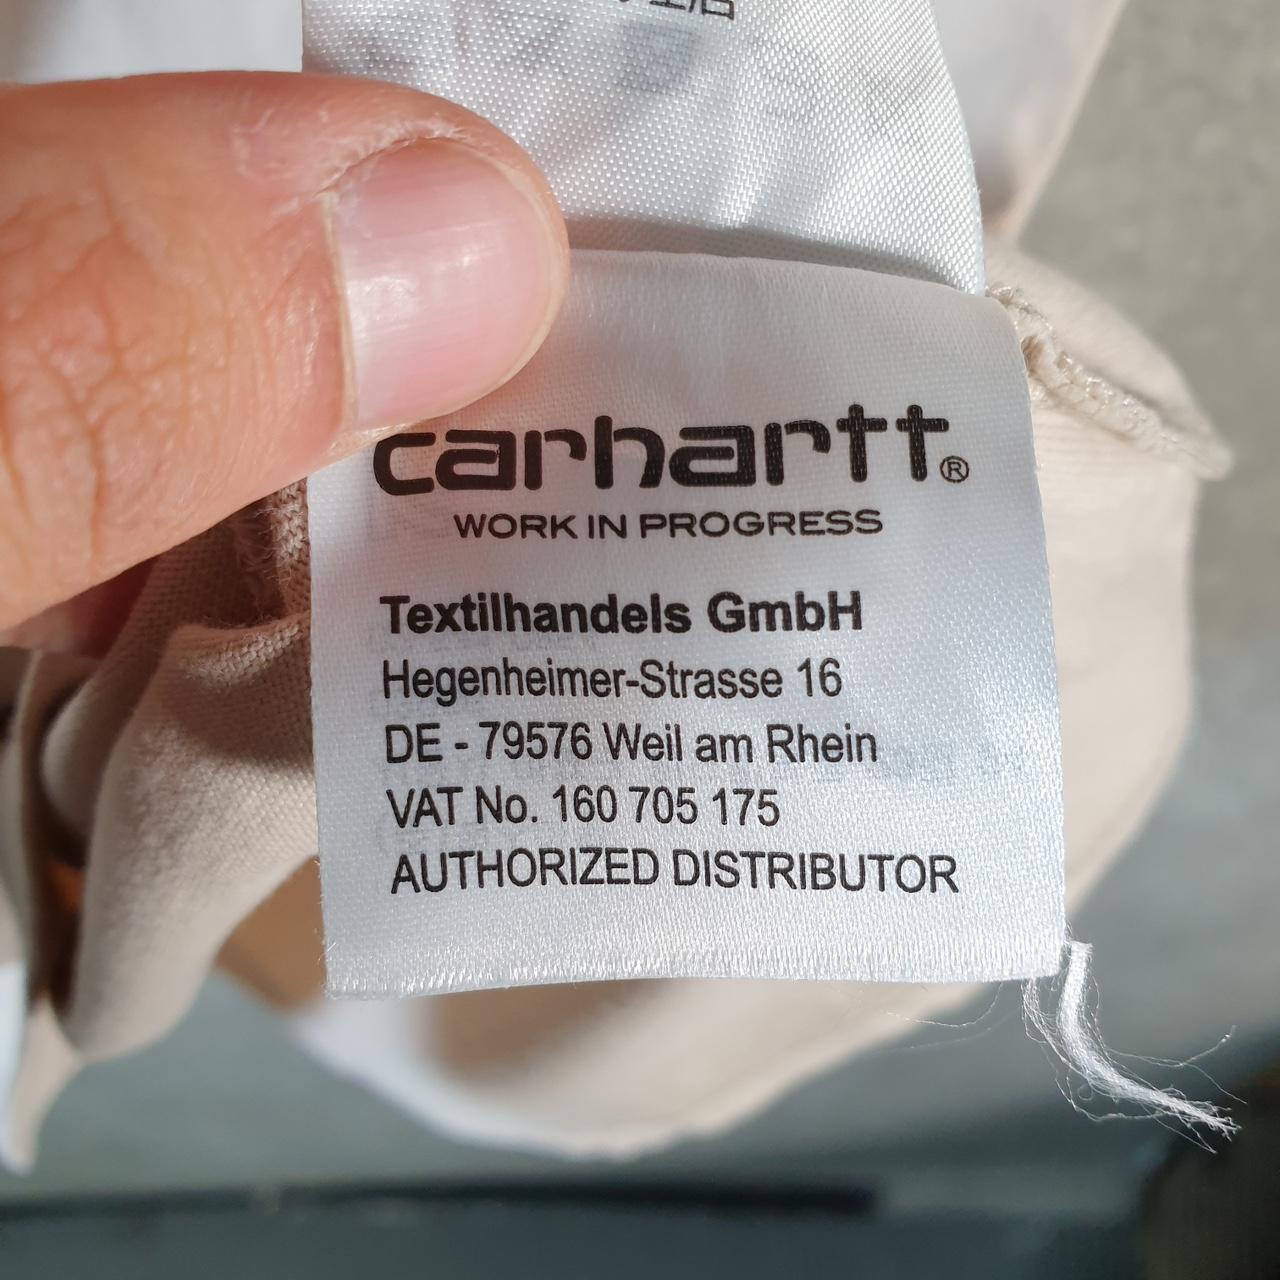 carhartt®
WORK IN PROGRESS
Textilhandels GmbH
Hegenheimer-Strasse 16
DE - 79576 Weil am Rhein
VAT No. 160 705 175
AUTHORIZED DISTRIBUTOR